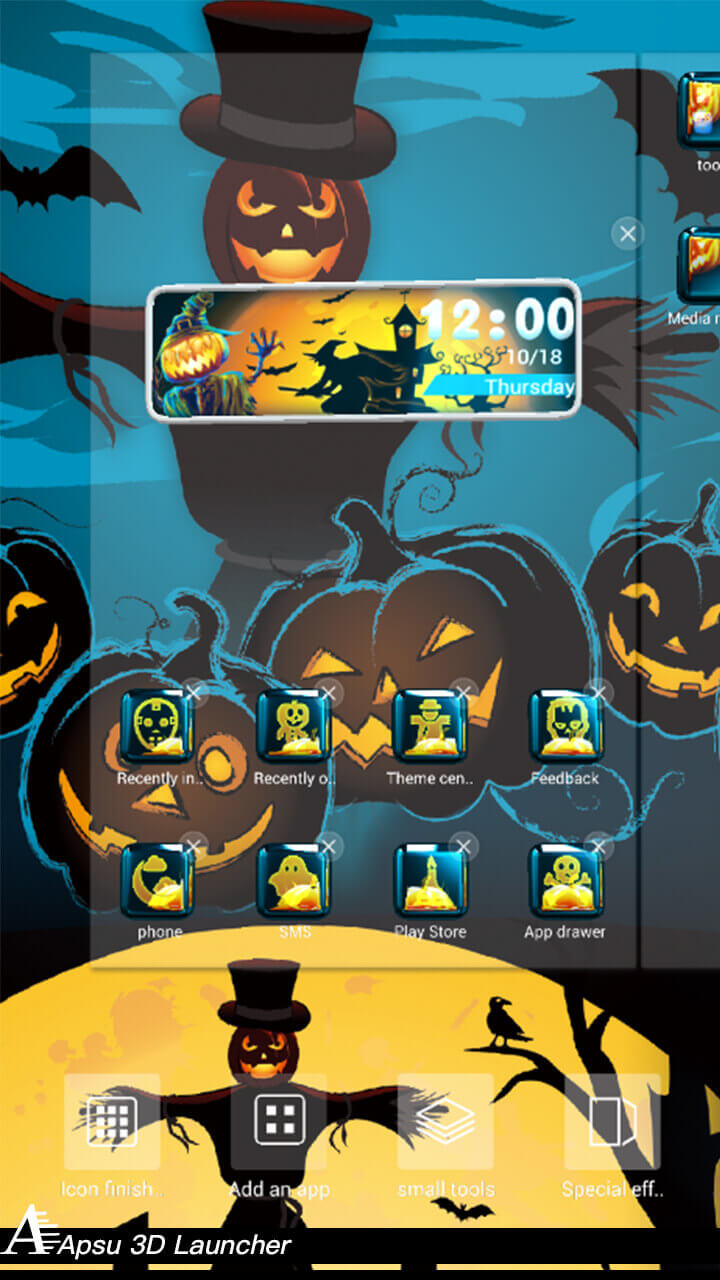 too
12:00
10/18
Thursday
Media r
Recently in..
Recently o..
Theme cen..
Feedback
phone
SMS
Play Store
App drawer
Icon finish..
Add an app
small tools
Special eff..
A Apsu 3D Launcher